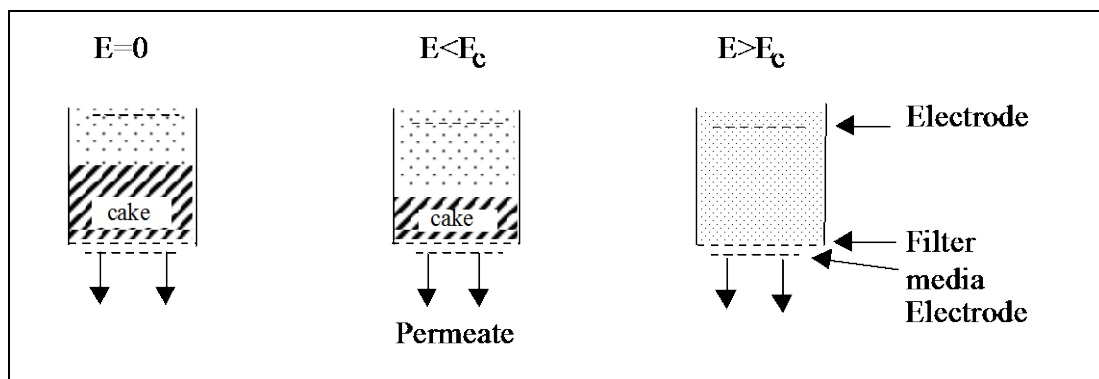 E=0
E<Ec
E>Ec
cake
cake
Permeate
Electrode
Filter
media
Electrode